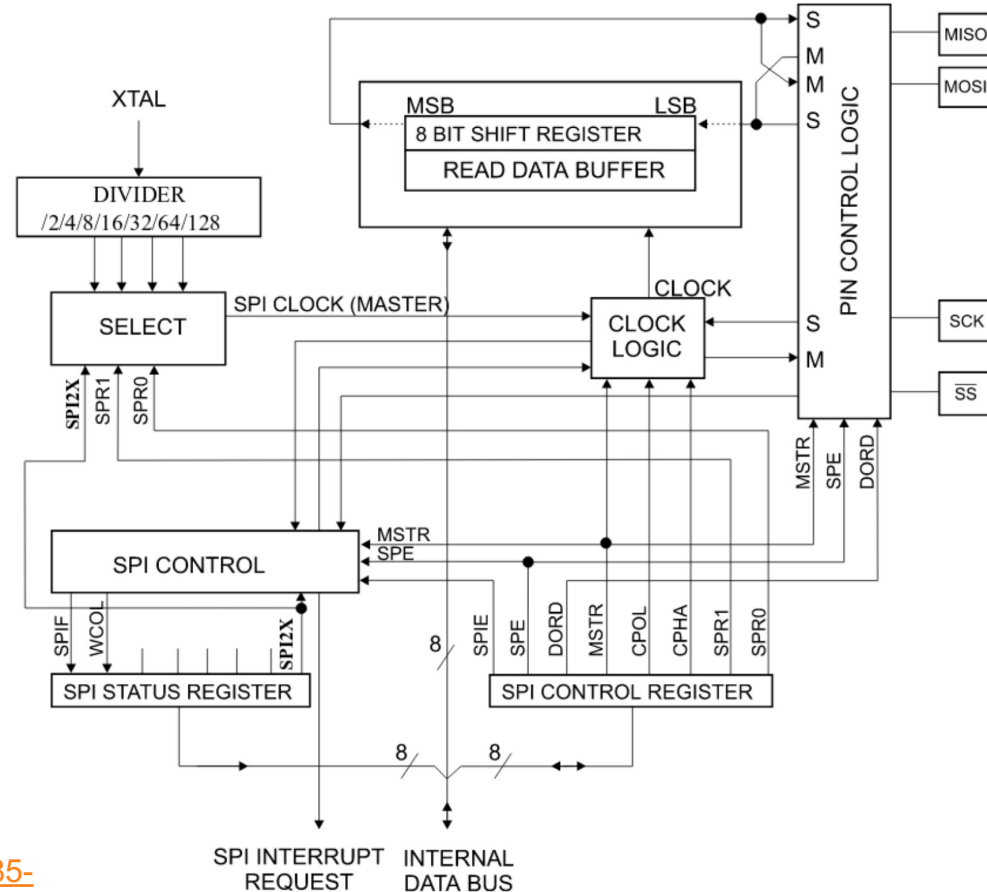 S
MISO
M
M
MOSI
S
MSB
LSB
8 BIT SHIFT REGISTER
READ DATA BUFFER
PIN CONTROL LOGIC
XTAL
DIVIDER
/2/4/8/16/32/64/128
SELECT
SPI CLOCK (MASTER)
CLOCK
CLOCK
LOGIC
S
M
SCK
SS
SPI2X
SPR1
SPR0
MSTR
SPE
DORD
SPI CONTROL
MSTR
SPE
SPIF
WCOL
SPI2X
SPI STATUS REGISTER
8
SPIE
SPE
DORD
MSTR
CPOL
CPHA
SPR1
SPR0
SPI CONTROL REGISTER
8
8
SPI INTERRUPT
REQUEST
INTERNAL
DATA BUS
35-